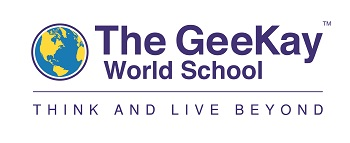 The GeeKay™
World School
THINK AND LIVE BEYOND